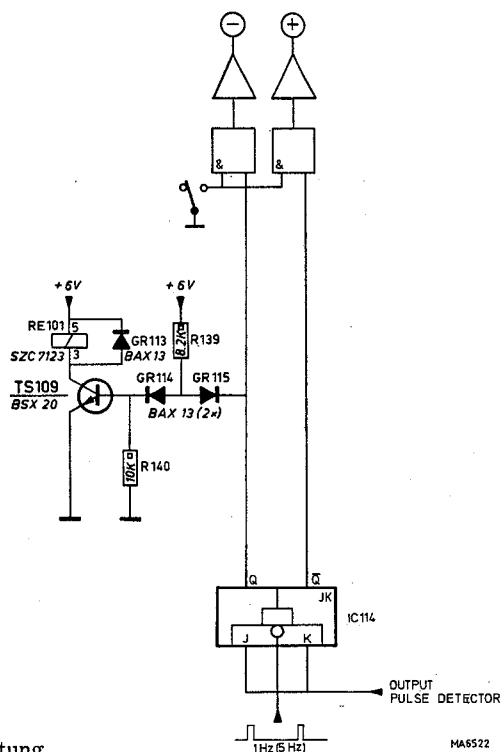 − +
& &
+6V +6V
RE101 5
GR113 8.2K R139
SZC 7123 3 BAX 13
TS109 GR114 GR115
BSX 20
BAX 13 (2x)
10K R140
Q Q̅
JK
IC114
J K
OUTPUT
PULSE DETECTOR
1Hz (5 Hz)
tung
MA6522